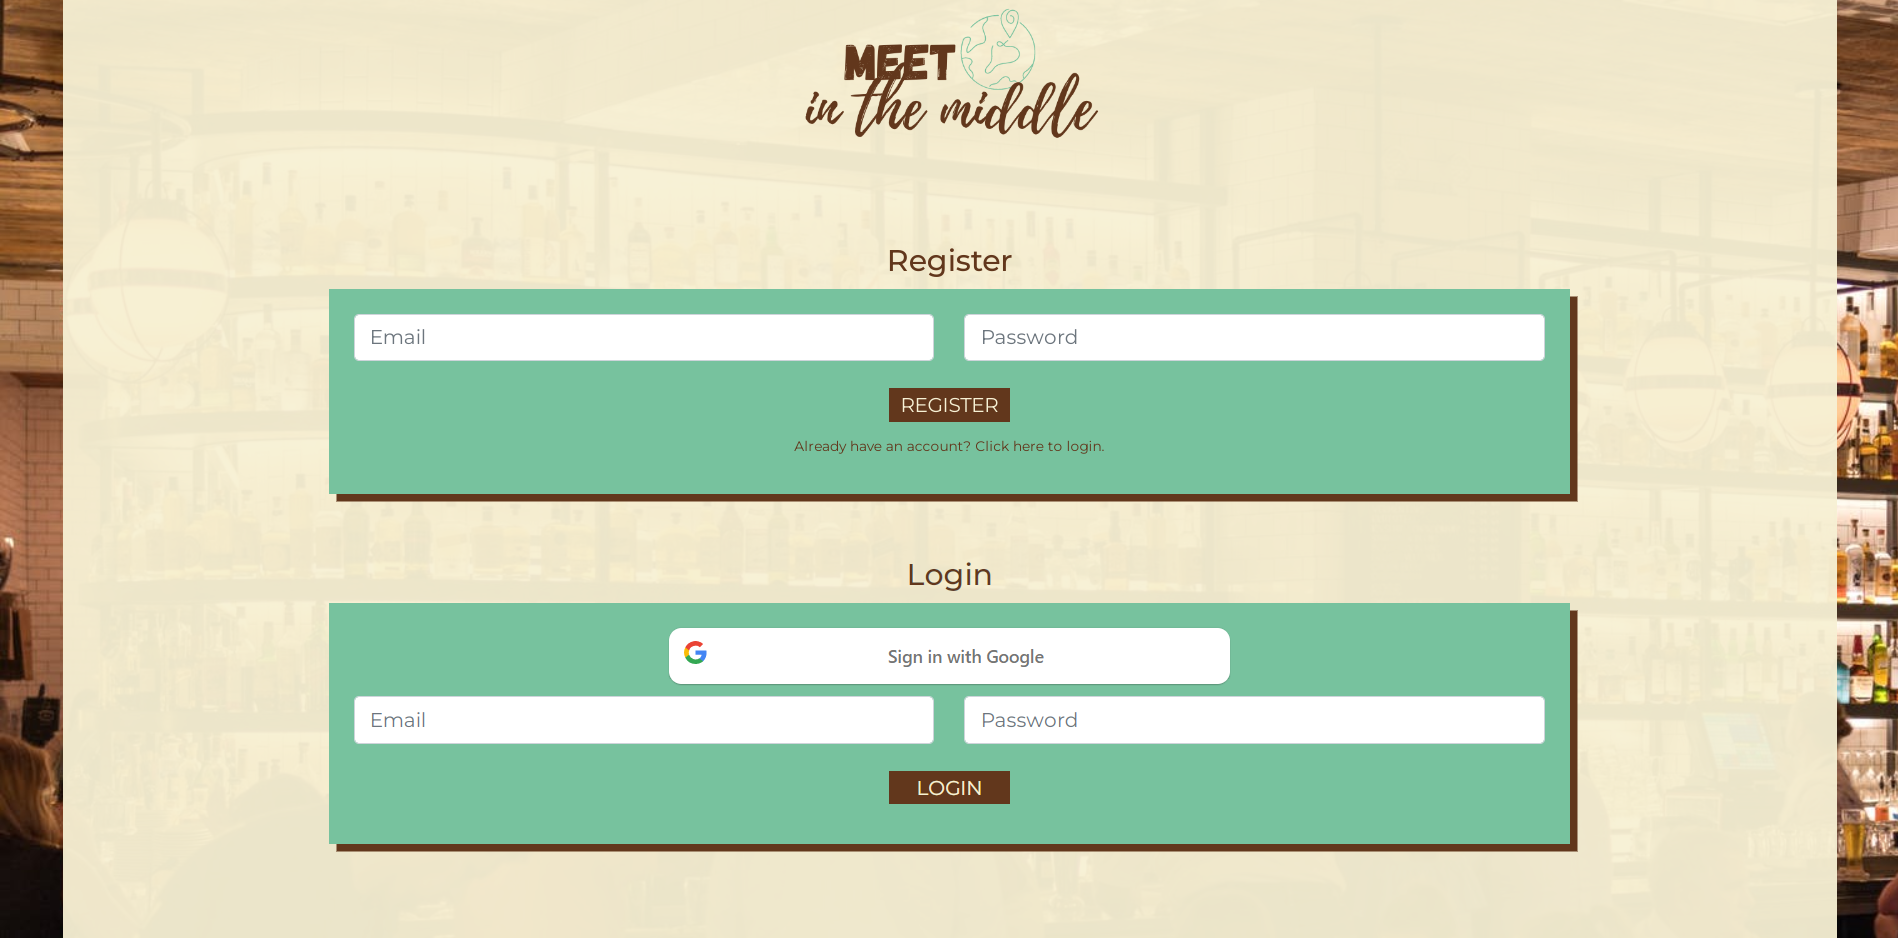 MEET
in the middle
Register
Email
Password
REGISTER
Already have an account? Click here to login.
Login
Sign in with Google
Email
Password
LOGIN